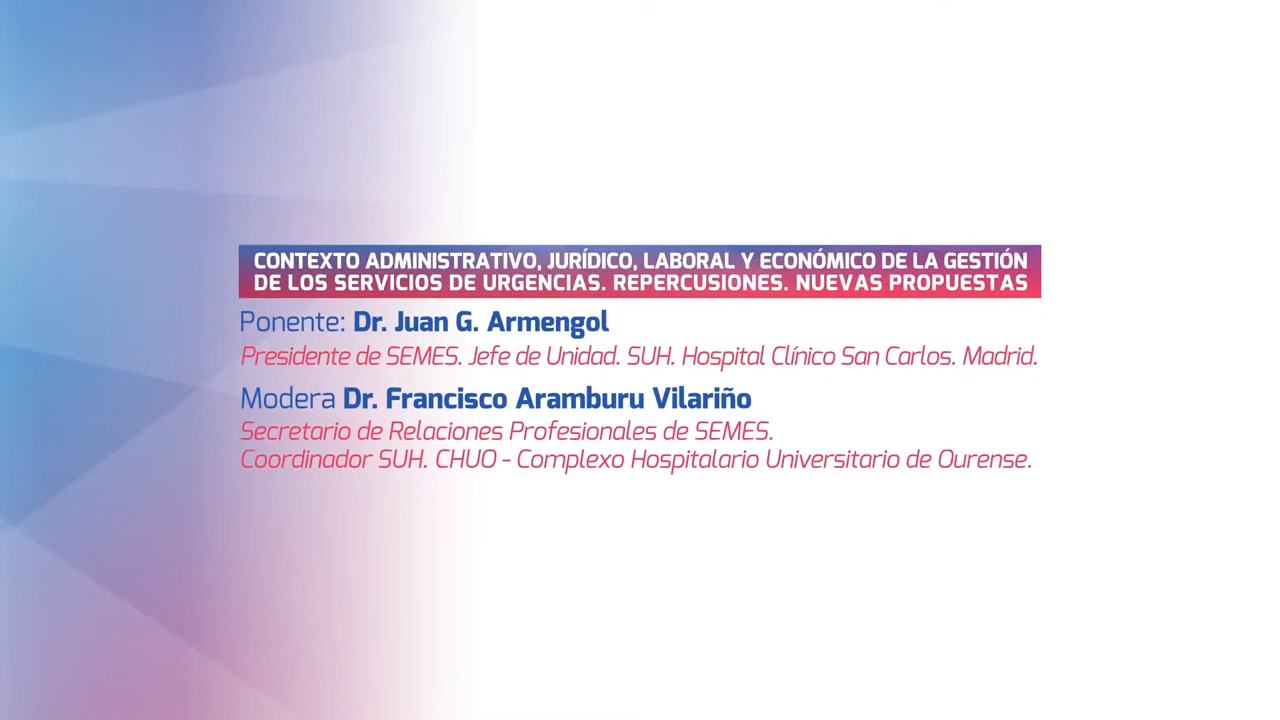 CONTEXTO ADMINISTRATIVO, JURÍDICO, LABORAL Y ECONÓMICO DE LA GESTIÓN
DE LOS SERVICIOS DE URGENCIAS. REPERCUSIONES. NUEVAS PROPUESTAS
Ponente: Dr. Juan G. Armengol
Presidente de SEMES. Jefe de Unidad. SUH. Hospital Clínico San Carlos. Madrid.
Modera Dr. Francisco Aramburu Vilariño
Secretario de Relaciones Profesionales de SEMES.
Coordinador SUH. CHUO - Complexo Hospitalario Universitario de Ourense.